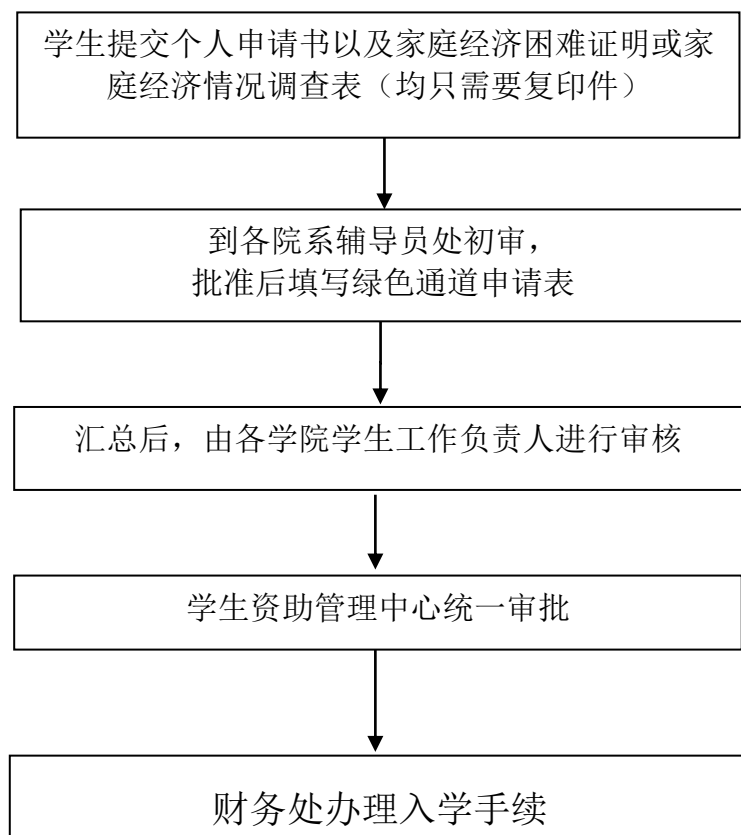 学生提交个人申请书以及家庭经济困难证明或家
庭经济情况调查表（均只需要复印件）
到各院系辅导员处初审，
批准后填写绿色通道申请表
汇总后，由各学院学生工作负责人进行审核
学生资助管理中心统一审批
财务处办理入学手续